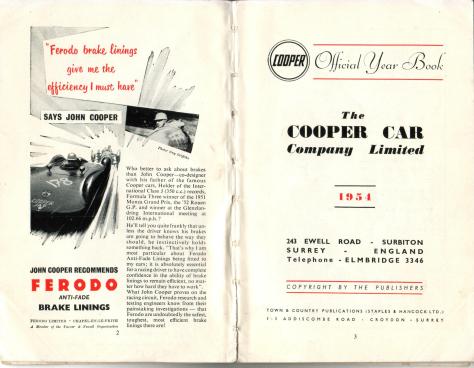 "Ferodo brake linings
give me the
efficiency I must have"
SAYS JOHN COOPER
Who better to ask about brakes
than John Cooper—co-designer
with his father of the famous
Cooper cars, Holder of the Inter-
national Class J (350 c.c.) records,
Formula Three winner of the 1951
Monza Grand Prix, the '52 Rouen
G.P. and winner at the Glenzlan-
dring International meeting at
102.66 m.p.h.?
He'll tell you quite frankly that un-
less the driver knows his brakes
are going to behave the way they
should, he instinctively holds
something back. "That's why I am
most particular about Ferodo
Anti-Fade Linings being fitted to
my cars; it is absolutely essential
for a racing driver to have complete
confidence in the ability of brake
linings to remain efficient, no mat-
ter how hard they have to work".
What John Cooper proves on the
racing circuit, Ferodo research and
testing engineers know from their
painstaking investigations — that
Ferodo are undoubtedly the safest,
toughest, most efficient brake
linings there are!
JOHN COOPER RECOMMENDS
FERODO
ANTI-FADE
BRAKE LININGS
FERODO LIMITED · CHAPEL-EN-LE-FRITH
A Member of the Turner & Newall Organisation
2
COOPER
Official Year Book
The
COOPER CAR
Company Limited
1954
243 EWELL ROAD - SURBITON
SURREY - ENGLAND
Telephone - ELMBRIDGE 3346
COPYRIGHT BY THE PUBLISHERS
TOWN & COUNTRY PUBLICATIONS (STAPLES & HANCOCK LTD.)
ADDISCOMBE ROAD · CROYDON · SURREY
3